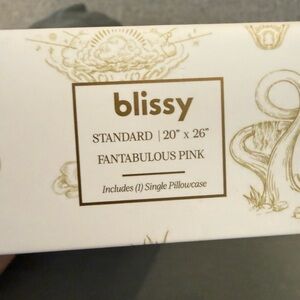 blissy
STANDARD | 20" x 26"
FANTABULOUS PINK
Includes (1) Single Pillowcase